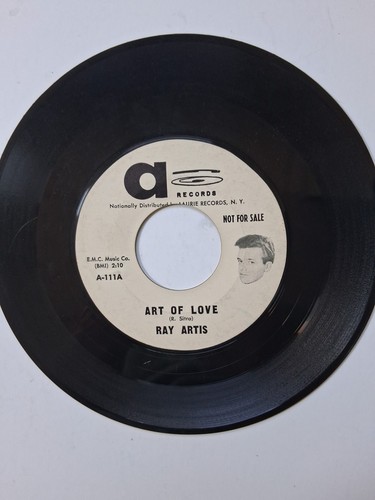 a
RECORDS
Nationally Distributed by LAURIE RECORDS, N. Y.
NOT FOR SALE
E.M.C. Music Co.
(BMI) 2:10
A-111A
ART OF LOVE
(R. Silva)
RAY ARTIS